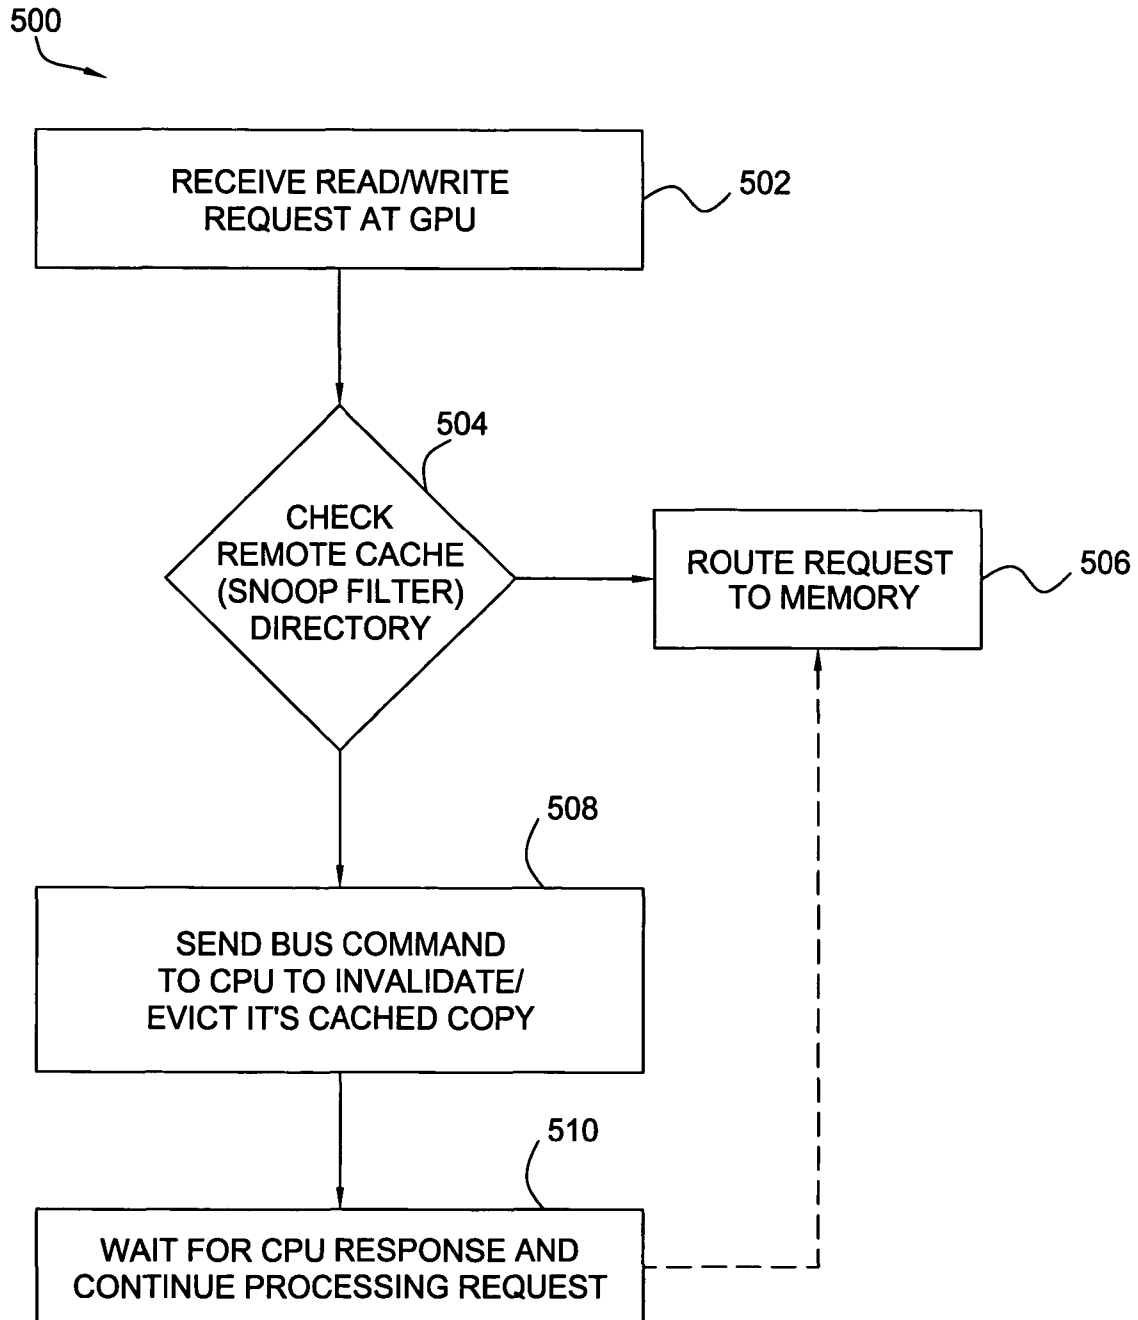 500
RECEIVE READ/WRITE
REQUEST AT GPU
502
504
CHECK
REMOTE CACHE
(SNOOP FILTER)
DIRECTORY
ROUTE REQUEST
TO MEMORY
506
508
SEND BUS COMMAND
TO CPU TO INVALIDATE/
EVICT IT'S CACHED COPY
510
WAIT FOR CPU RESPONSE AND
CONTINUE PROCESSING REQUEST